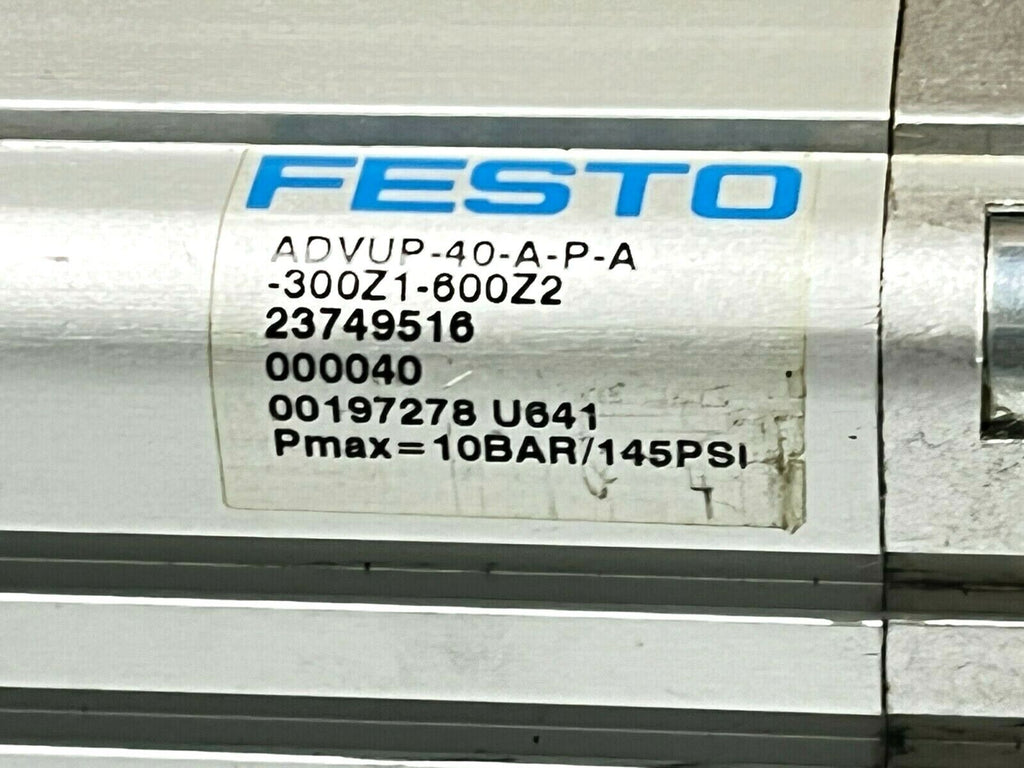 FESTO
ADVUP-40-A-P-A
-300Z1-600Z2
23749516
000040
00197278 U641
Pmax=10BAR/145PSI